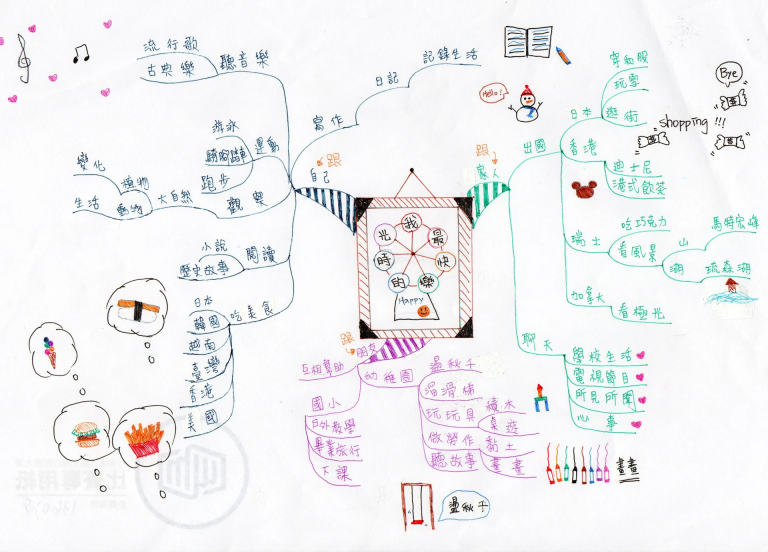 我最快樂的時光
Happy
跟自己
聽音樂
流行歌
古典樂
寫作
日記
記錄生活
運動
游泳
騎腳踏車
跑步
觀察
大自然
植物
動物
變化
生活
閱讀
小說
歷史故事
吃美食
日本
韓國
越南
臺灣
香港
美國
跟家人
出國
日本
穿和服
玩雪
逛街
shopping !!!
Bye
Hello!
香港
迪士尼
港式飲茶
瑞士
吃巧克力
看風景
山
馬特宏峰
湖
琉森湖
加拿大
看極光
聊天
學校生活
電視節目
所見所聞
心事
跟朋友
互相幫助
幼稚園
盪秋千
溜滑梯
玩玩具
積木
桌遊
做勞作
黏土
聽故事
畫畫
國小
戶外教學
畢業旅行
下課
盪秋千
畫畫